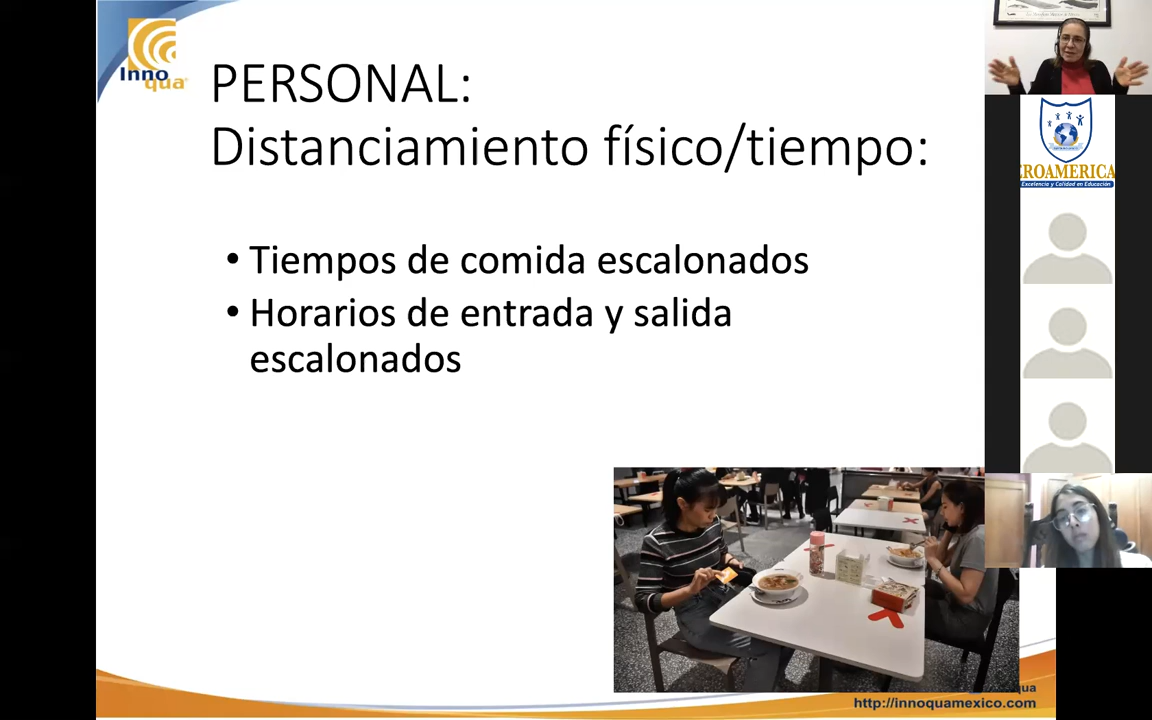 Inno
qua
PERSONAL:
Distanciamiento físico/tiempo:
• Tiempos de comida escalonados
• Horarios de entrada y salida
escalonados
ROAMERICA
Excelencia y Calidad en Educación
qua
http://innoquamexico.com